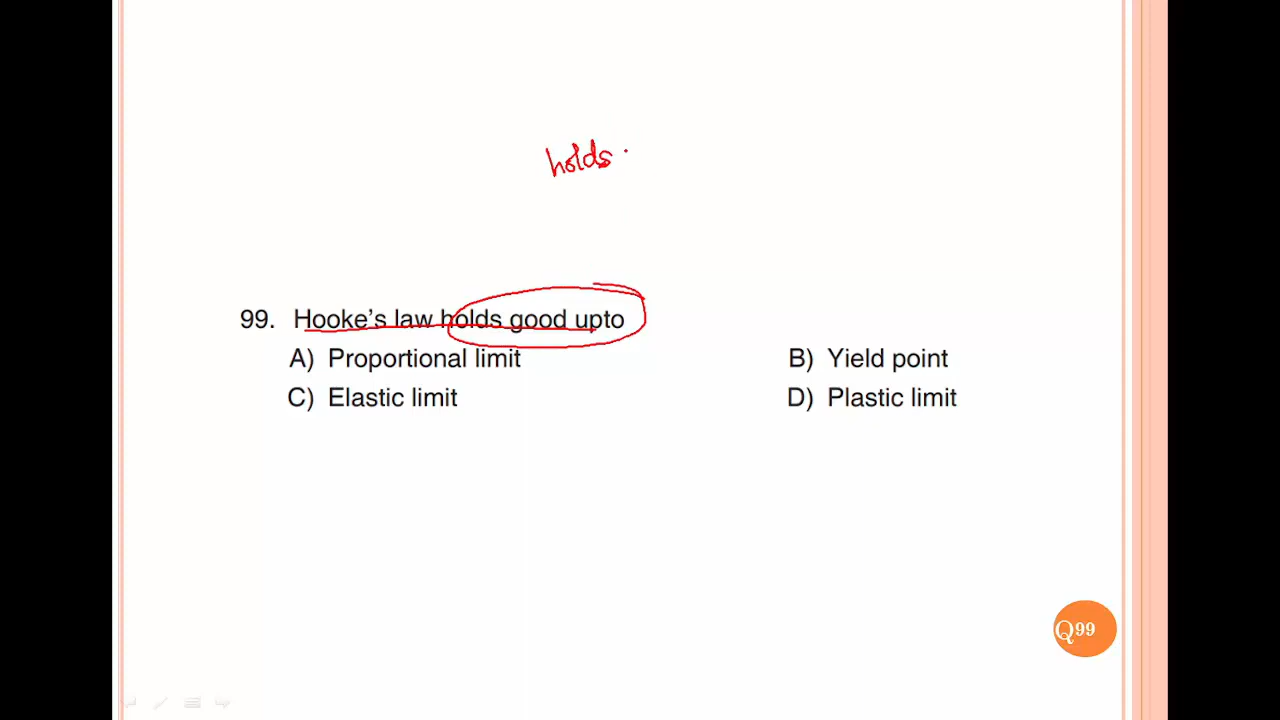 holds
99. Hooke's law holds good upto
A) Proportional limit
B) Yield point
C) Elastic limit
D) Plastic limit
Q99